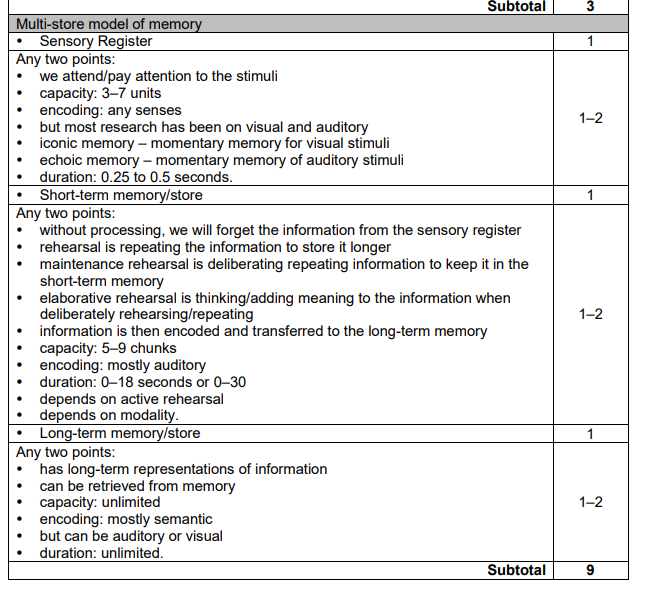 Subtotal 3
Multi-store model of memory
• Sensory Register 1
Any two points:
• we attend/pay attention to the stimuli
• capacity: 3–7 units
• encoding: any senses
• but most research has been on visual and auditory
• iconic memory – momentary memory for visual stimuli
• echoic memory – momentary memory of auditory stimuli
• duration: 0.25 to 0.5 seconds.
1–2
• Short-term memory/store 1
Any two points:
• without processing, we will forget the information from the sensory register
• rehearsal is repeating the information to store it longer
• maintenance rehearsal is deliberating repeating information to keep it in the
short-term memory
• elaborative rehearsal is thinking/adding meaning to the information when
deliberately rehearsing/repeating
• information is then encoded and transferred to the long-term memory
• capacity: 5–9 chunks
• encoding: mostly auditory
• duration: 0–18 seconds or 0–30
• depends on active rehearsal
• depends on modality.
1–2
• Long-term memory/store 1
Any two points:
• has long-term representations of information
• can be retrieved from memory
• capacity: unlimited
• encoding: mostly semantic
• but can be auditory or visual
• duration: unlimited.
1–2
Subtotal 9